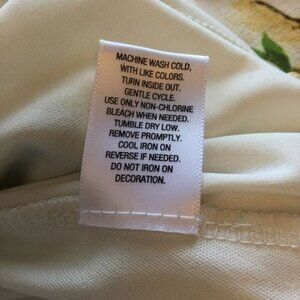 MACHINE WASH COLD,
WITH LIKE COLORS.
TURN INSIDE OUT.
GENTLE CYCLE.
USE ONLY NON-CHLORINE
BLEACH WHEN NEEDED.
TUMBLE DRY LOW.
REMOVE PROMPTLY.
COOL IRON ON
REVERSE IF NEEDED.
DO NOT IRON ON
DECORATION.